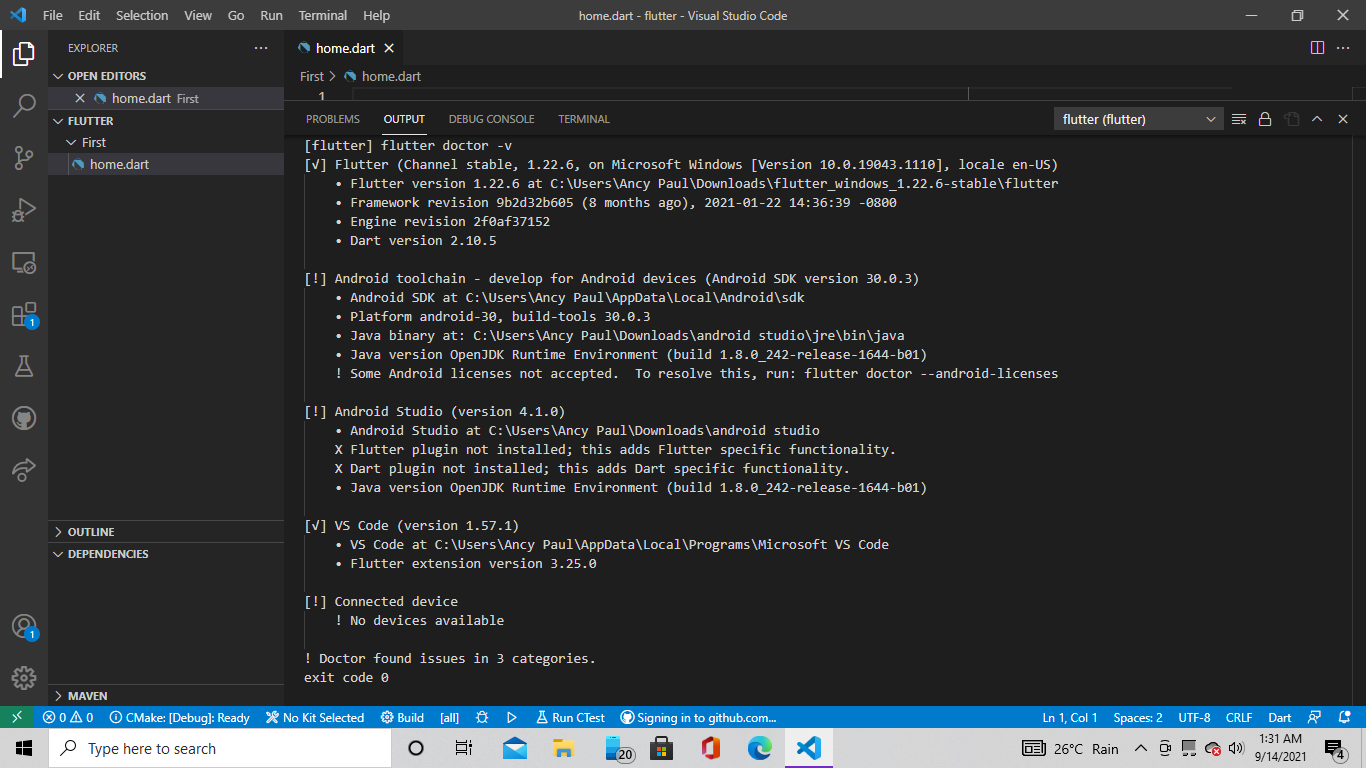 File Edit Selection View Go Run Terminal Help
home.dart - flutter - Visual Studio Code
EXPLORER
OPEN EDITORS
home.dart First
FLUTTER
First
home.dart
OUTLINE
DEPENDENCIES
MAVEN
1
1
home.dart
First > home.dart
1
PROBLEMS OUTPUT DEBUG CONSOLE TERMINAL
flutter (flutter)
[flutter] flutter doctor -v
[√] Flutter (Channel stable, 1.22.6, on Microsoft Windows [Version 10.0.19043.1110], locale en-US)
• Flutter version 1.22.6 at C:\Users\Ancy Paul\Downloads\flutter_windows_1.22.6-stable\flutter
• Framework revision 9b2d32b605 (8 months ago), 2021-01-22 14:36:39 -0800
• Engine revision 2f0af37152
• Dart version 2.10.5
[!] Android toolchain - develop for Android devices (Android SDK version 30.0.3)
• Android SDK at C:\Users\Ancy Paul\AppData\Local\Android\sdk
• Platform android-30, build-tools 30.0.3
• Java binary at: C:\Users\Ancy Paul\Downloads\android studio\jre\bin\java
• Java version OpenJDK Runtime Environment (build 1.8.0_242-release-1644-b01)
! Some Android licenses not accepted.  To resolve this, run: flutter doctor --android-licenses
[!] Android Studio (version 4.1.0)
• Android Studio at C:\Users\Ancy Paul\Downloads\android studio
X Flutter plugin not installed; this adds Flutter specific functionality.
X Dart plugin not installed; this adds Dart specific functionality.
• Java version OpenJDK Runtime Environment (build 1.8.0_242-release-1644-b01)
[√] VS Code (version 1.57.1)
• VS Code at C:\Users\Ancy Paul\AppData\Local\Programs\Microsoft VS Code
• Flutter extension version 3.25.0
[!] Connected device
! No devices available
! Doctor found issues in 3 categories.
exit code 0
0 0 CMake: [Debug]: Ready No Kit Selected Build [all] Run CTest Signing in to github.com... Ln 1, Col 1 Spaces: 2 UTF-8 CRLF Dart
Type here to search
20
26°C Rain
1:31 AM
9/14/2021
4